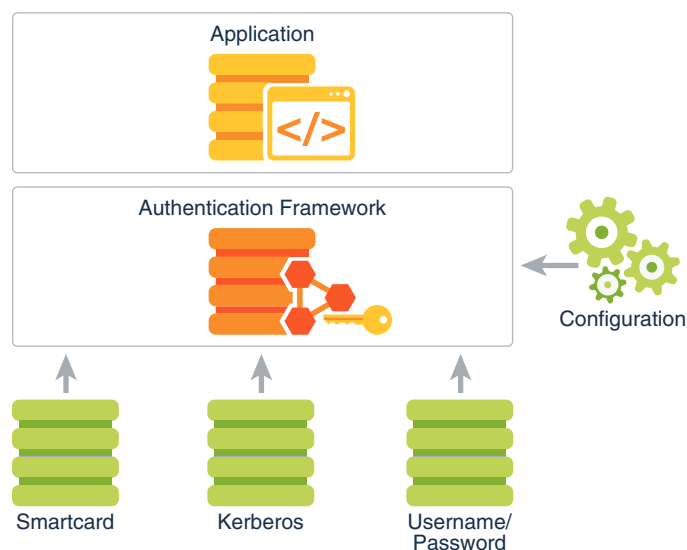 Application
</>
Authentication Framework
Configuration
Smartcard
Kerberos
Username/
Password